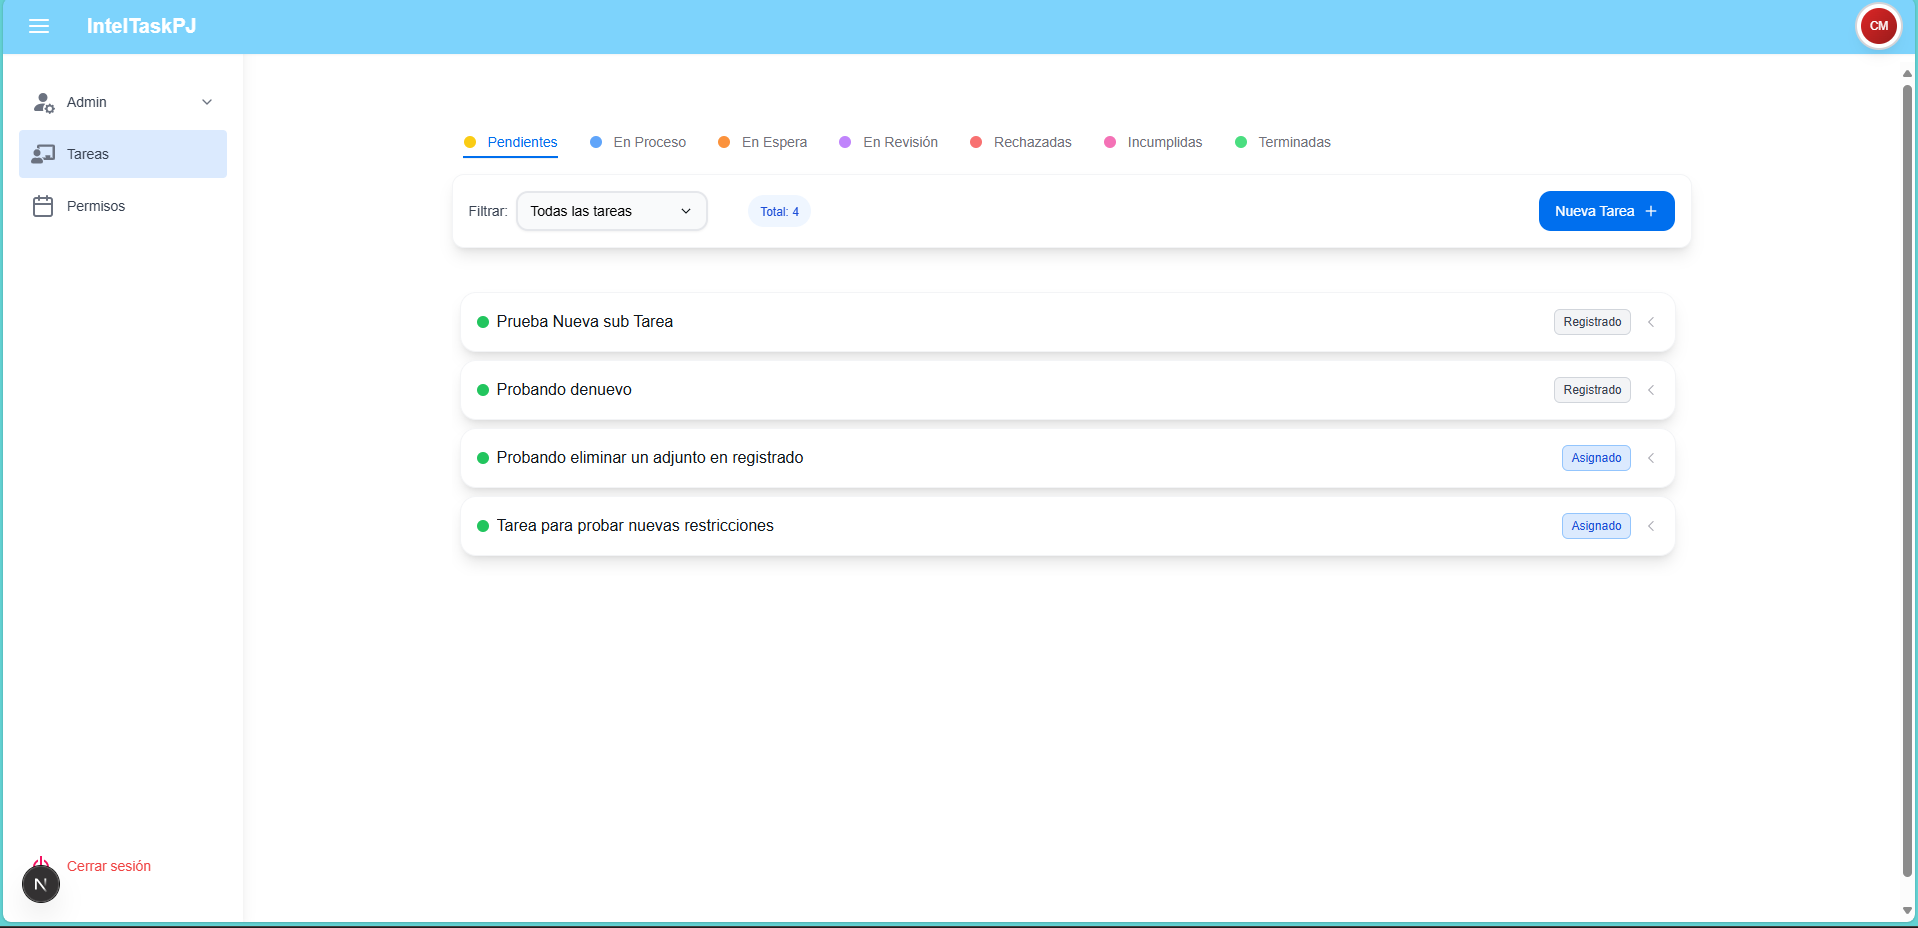 IntelTaskPJ
CM
Admin
Tareas
Permisos
Pendientes En Proceso En Espera En Revisión Rechazadas Incumplidas Terminadas
Filtrar: Todas las tareas Total: 4 Nueva Tarea +
Prueba Nueva sub Tarea Registrado
Probando denuevo Registrado
Probando eliminar un adjunto en registrado Asignado
Tarea para probar nuevas restricciones Asignado
Cerrar sesión
N